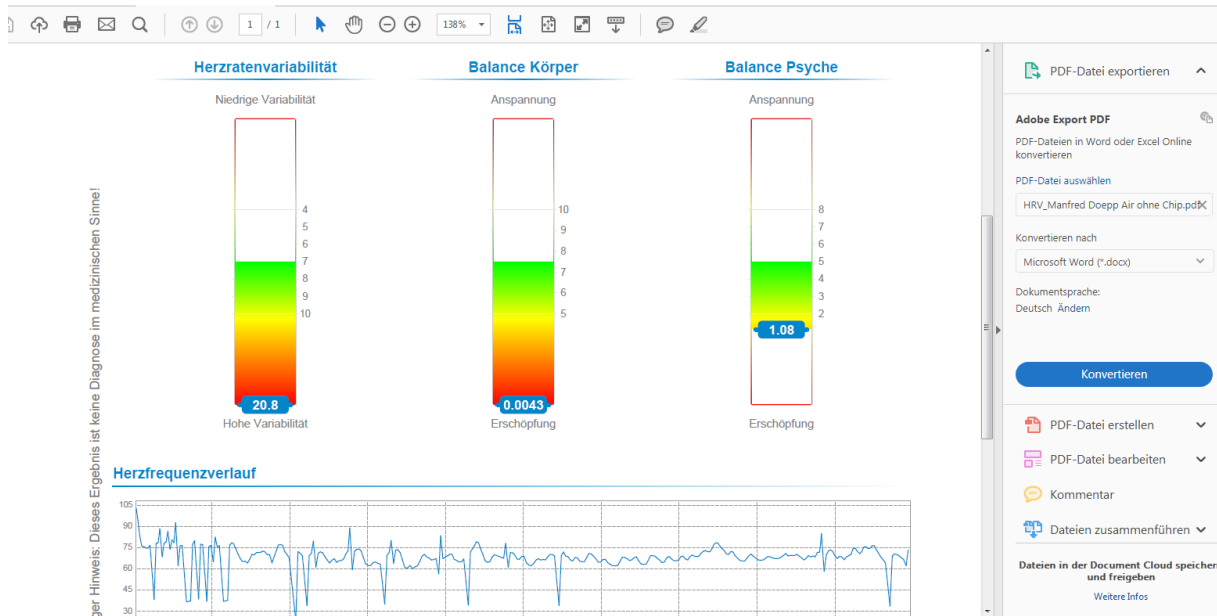 1 / 1
138%
Herzratenvariabilität
Balance Körper
Balance Psyche
Niedrige Variabilität
Anspannung
Anspannung
4
5
6
7
8
9
10
20.8
Hohe Variabilität
10
9
8
7
6
5
0.0043
Erschöpfung
8
7
6
5
4
3
2
1.08
Erschöpfung
ger Hinweis: Dieses Ergebnis ist keine Diagnose im medizinischen Sinne!
Herzfrequenzverlauf
105
90
75
60
45
30
PDF-Datei exportieren
Adobe Export PDF
PDF-Dateien in Word oder Excel Online
konvertieren
PDF-Datei auswählen
HRV_Manfred Doepp Air ohne Chip.pdf
Konvertieren nach
Microsoft Word (*.docx)
Dokumentsprache:
Deutsch Ändern
Konvertieren
PDF-Datei erstellen
PDF-Datei bearbeiten
Kommentar
Dateien zusammenführen
Dateien in der Document Cloud speichern
und freigeben
Weitere Infos